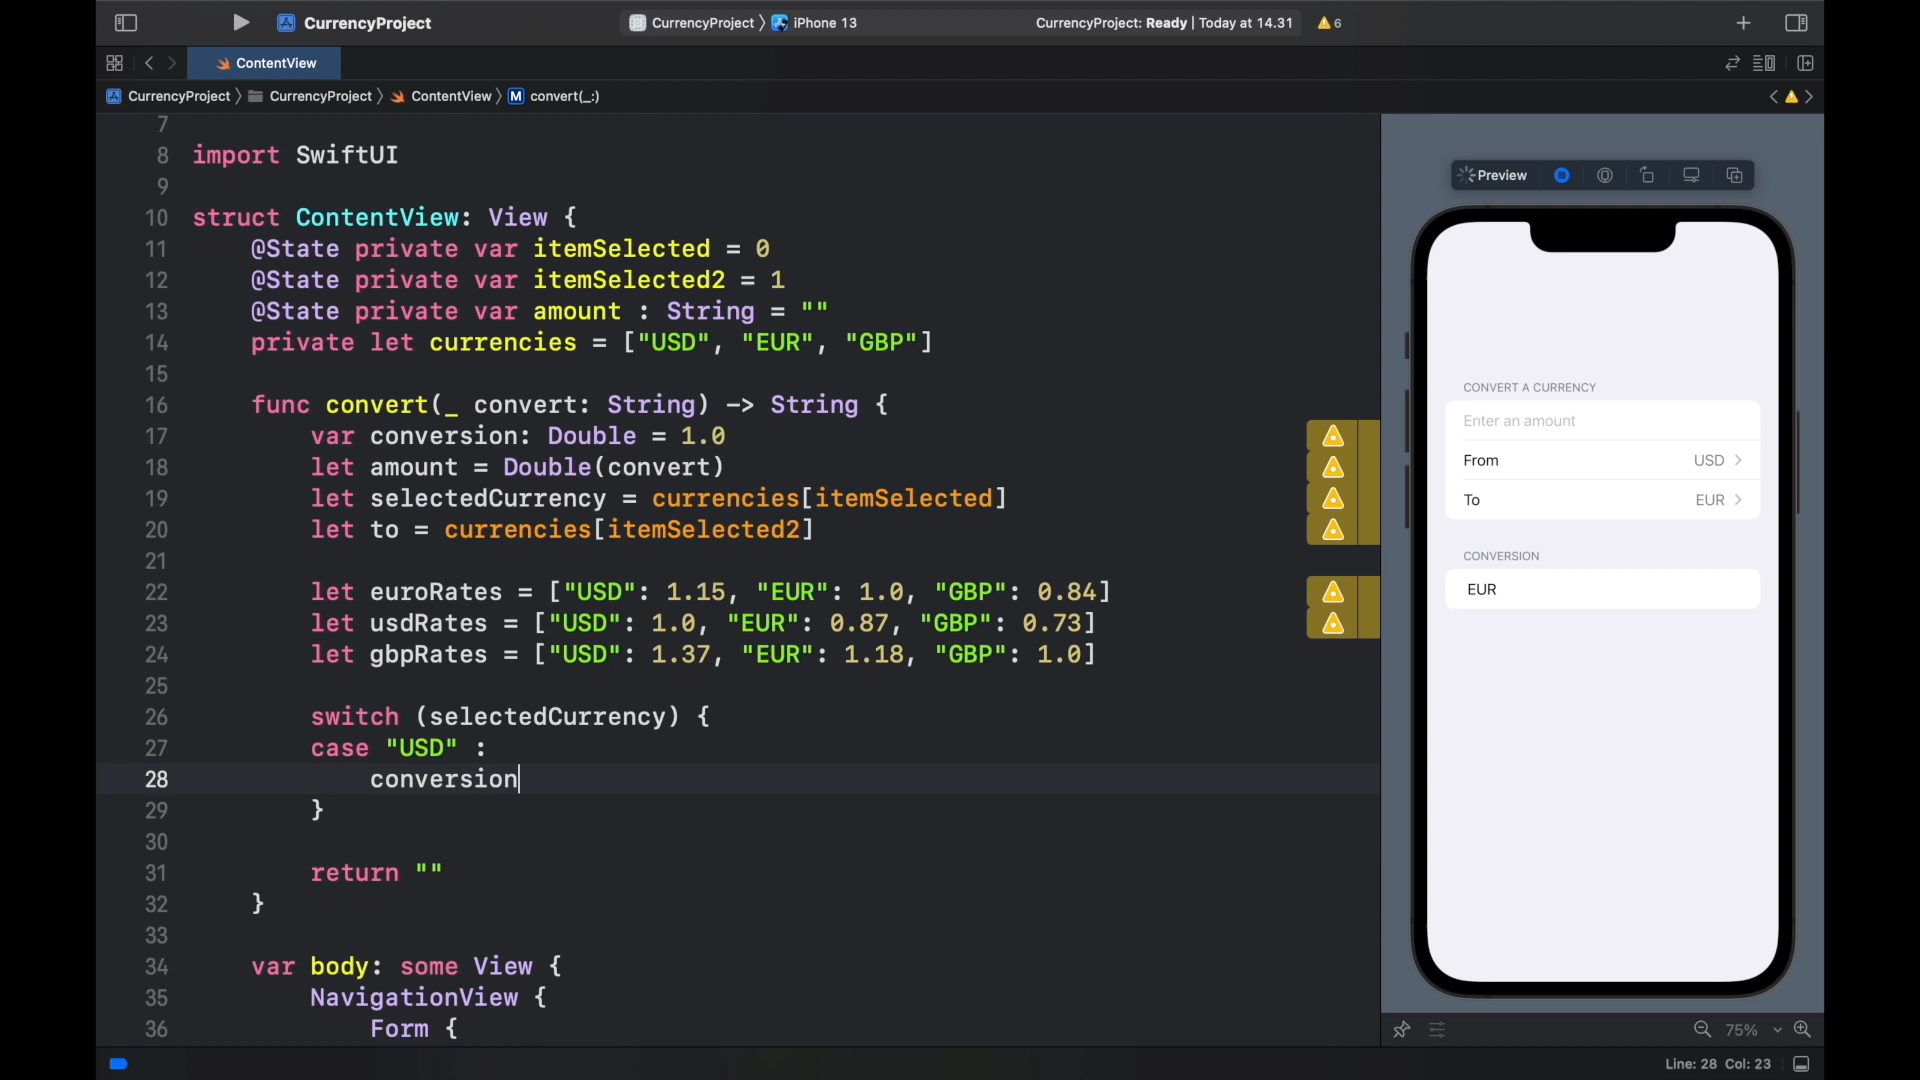 CurrencyProject
CurrencyProject 〉 iPhone 13
CurrencyProject: Ready | Today at 14.31
6
ContentView
CurrencyProject 〉 CurrencyProject 〉 ContentView 〉 M convert(_:)
7
8 import SwiftUI
9
10 struct ContentView: View {
11 @State private var itemSelected = 0
12 @State private var itemSelected2 = 1
13 @State private var amount : String = ""
14 private let currencies = ["USD", "EUR", "GBP"]
15
16 func convert(_ convert: String) -> String {
17 var conversion: Double = 1.0
18 let amount = Double(convert)
19 let selectedCurrency = currencies[itemSelected]
20 let to = currencies[itemSelected2]
21
22 let euroRates = ["USD": 1.15, "EUR": 1.0, "GBP": 0.84]
23 let usdRates = ["USD": 1.0, "EUR": 0.87, "GBP": 0.73]
24 let gbpRates = ["USD": 1.37, "EUR": 1.18, "GBP": 1.0]
25
26 switch (selectedCurrency) {
27 case "USD" :
28 conversion
29 }
30
31 return ""
32 }
33
34 var body: some View {
35 NavigationView {
36 Form {
Preview
CONVERT A CURRENCY
Enter an amount
From USD
To EUR
CONVERSION
EUR
75%
Line: 28 Col: 23